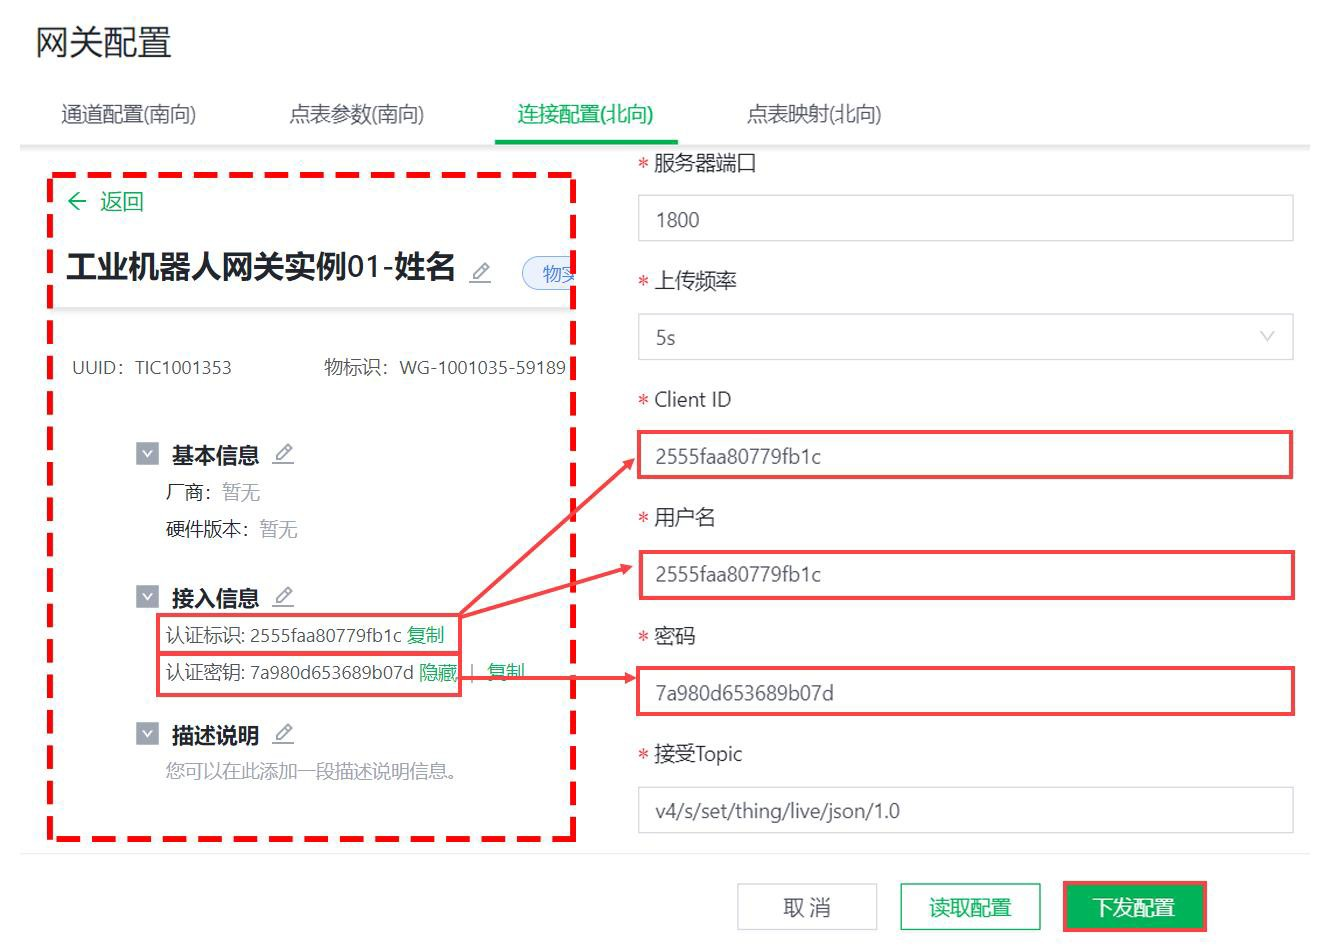 网关配置
通道配置(南向)
点表参数(南向)
连接配置(北向)
点表映射(北向)
返回
工业机器人网关实例01-姓名
UUID: TIC1001353
物标识: WG-1001035-59189
基本信息
厂商: 暂无
硬件版本: 暂无
接入信息
认证标识: 2555faa80779fb1c 复制
认证密钥: 7a980d653689b07d 隐藏 | 复制
描述说明
您可以在此添加一段描述说明信息。
* 服务器端口
1800
* 上传频率
5s
* Client ID
2555faa80779fb1c
* 用户名
2555faa80779fb1c
* 密码
7a980d653689b07d
* 接受Topic
v4/s/set/thing/live/json/1.0
取 消
读取配置
下发配置